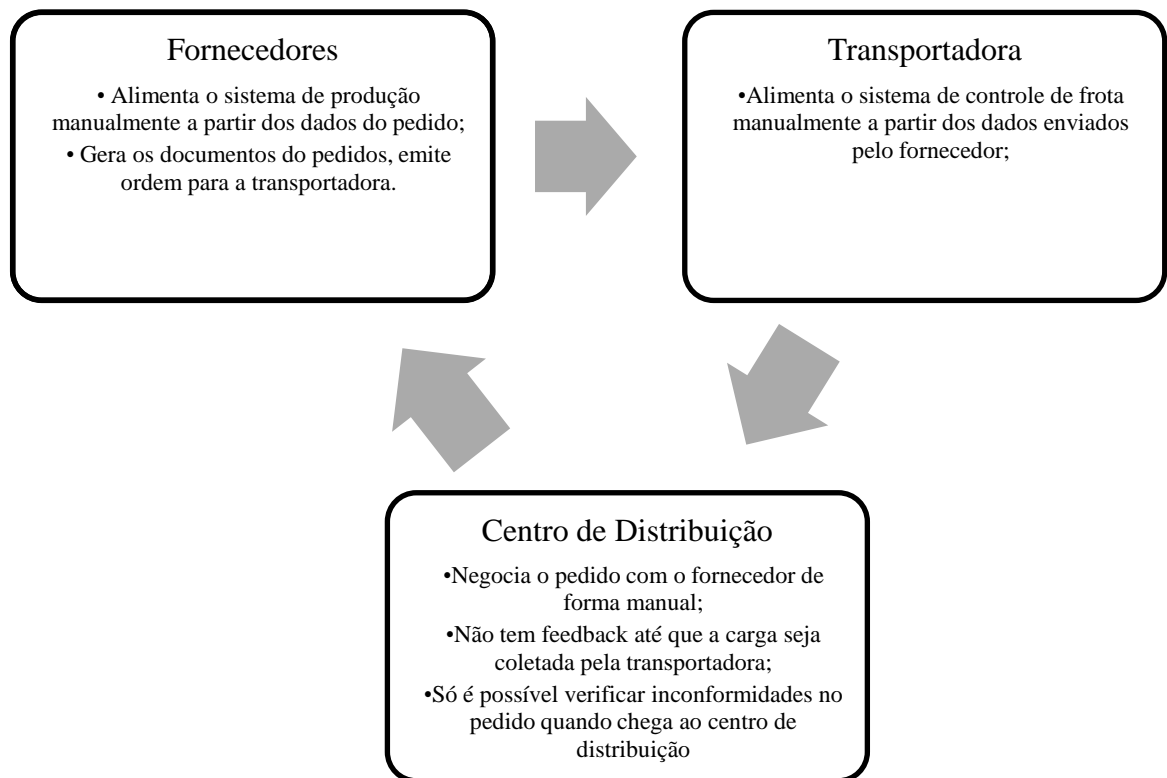 Fornecedores
• Alimenta o sistema de produção
manualmente a partir dos dados do pedido;
• Gera os documentos do pedidos, emite
ordem para a transportadora.
Transportadora
•Alimenta o sistema de controle de frota
manualmente a partir dos dados enviados
pelo fornecedor;
Centro de Distribuição
•Negocia o pedido com o fornecedor de
forma manual;
•Não tem feedback até que a carga seja
coletada pela transportadora;
•Só é possível verificar inconformidades no
pedido quando chega ao centro de
distribuição